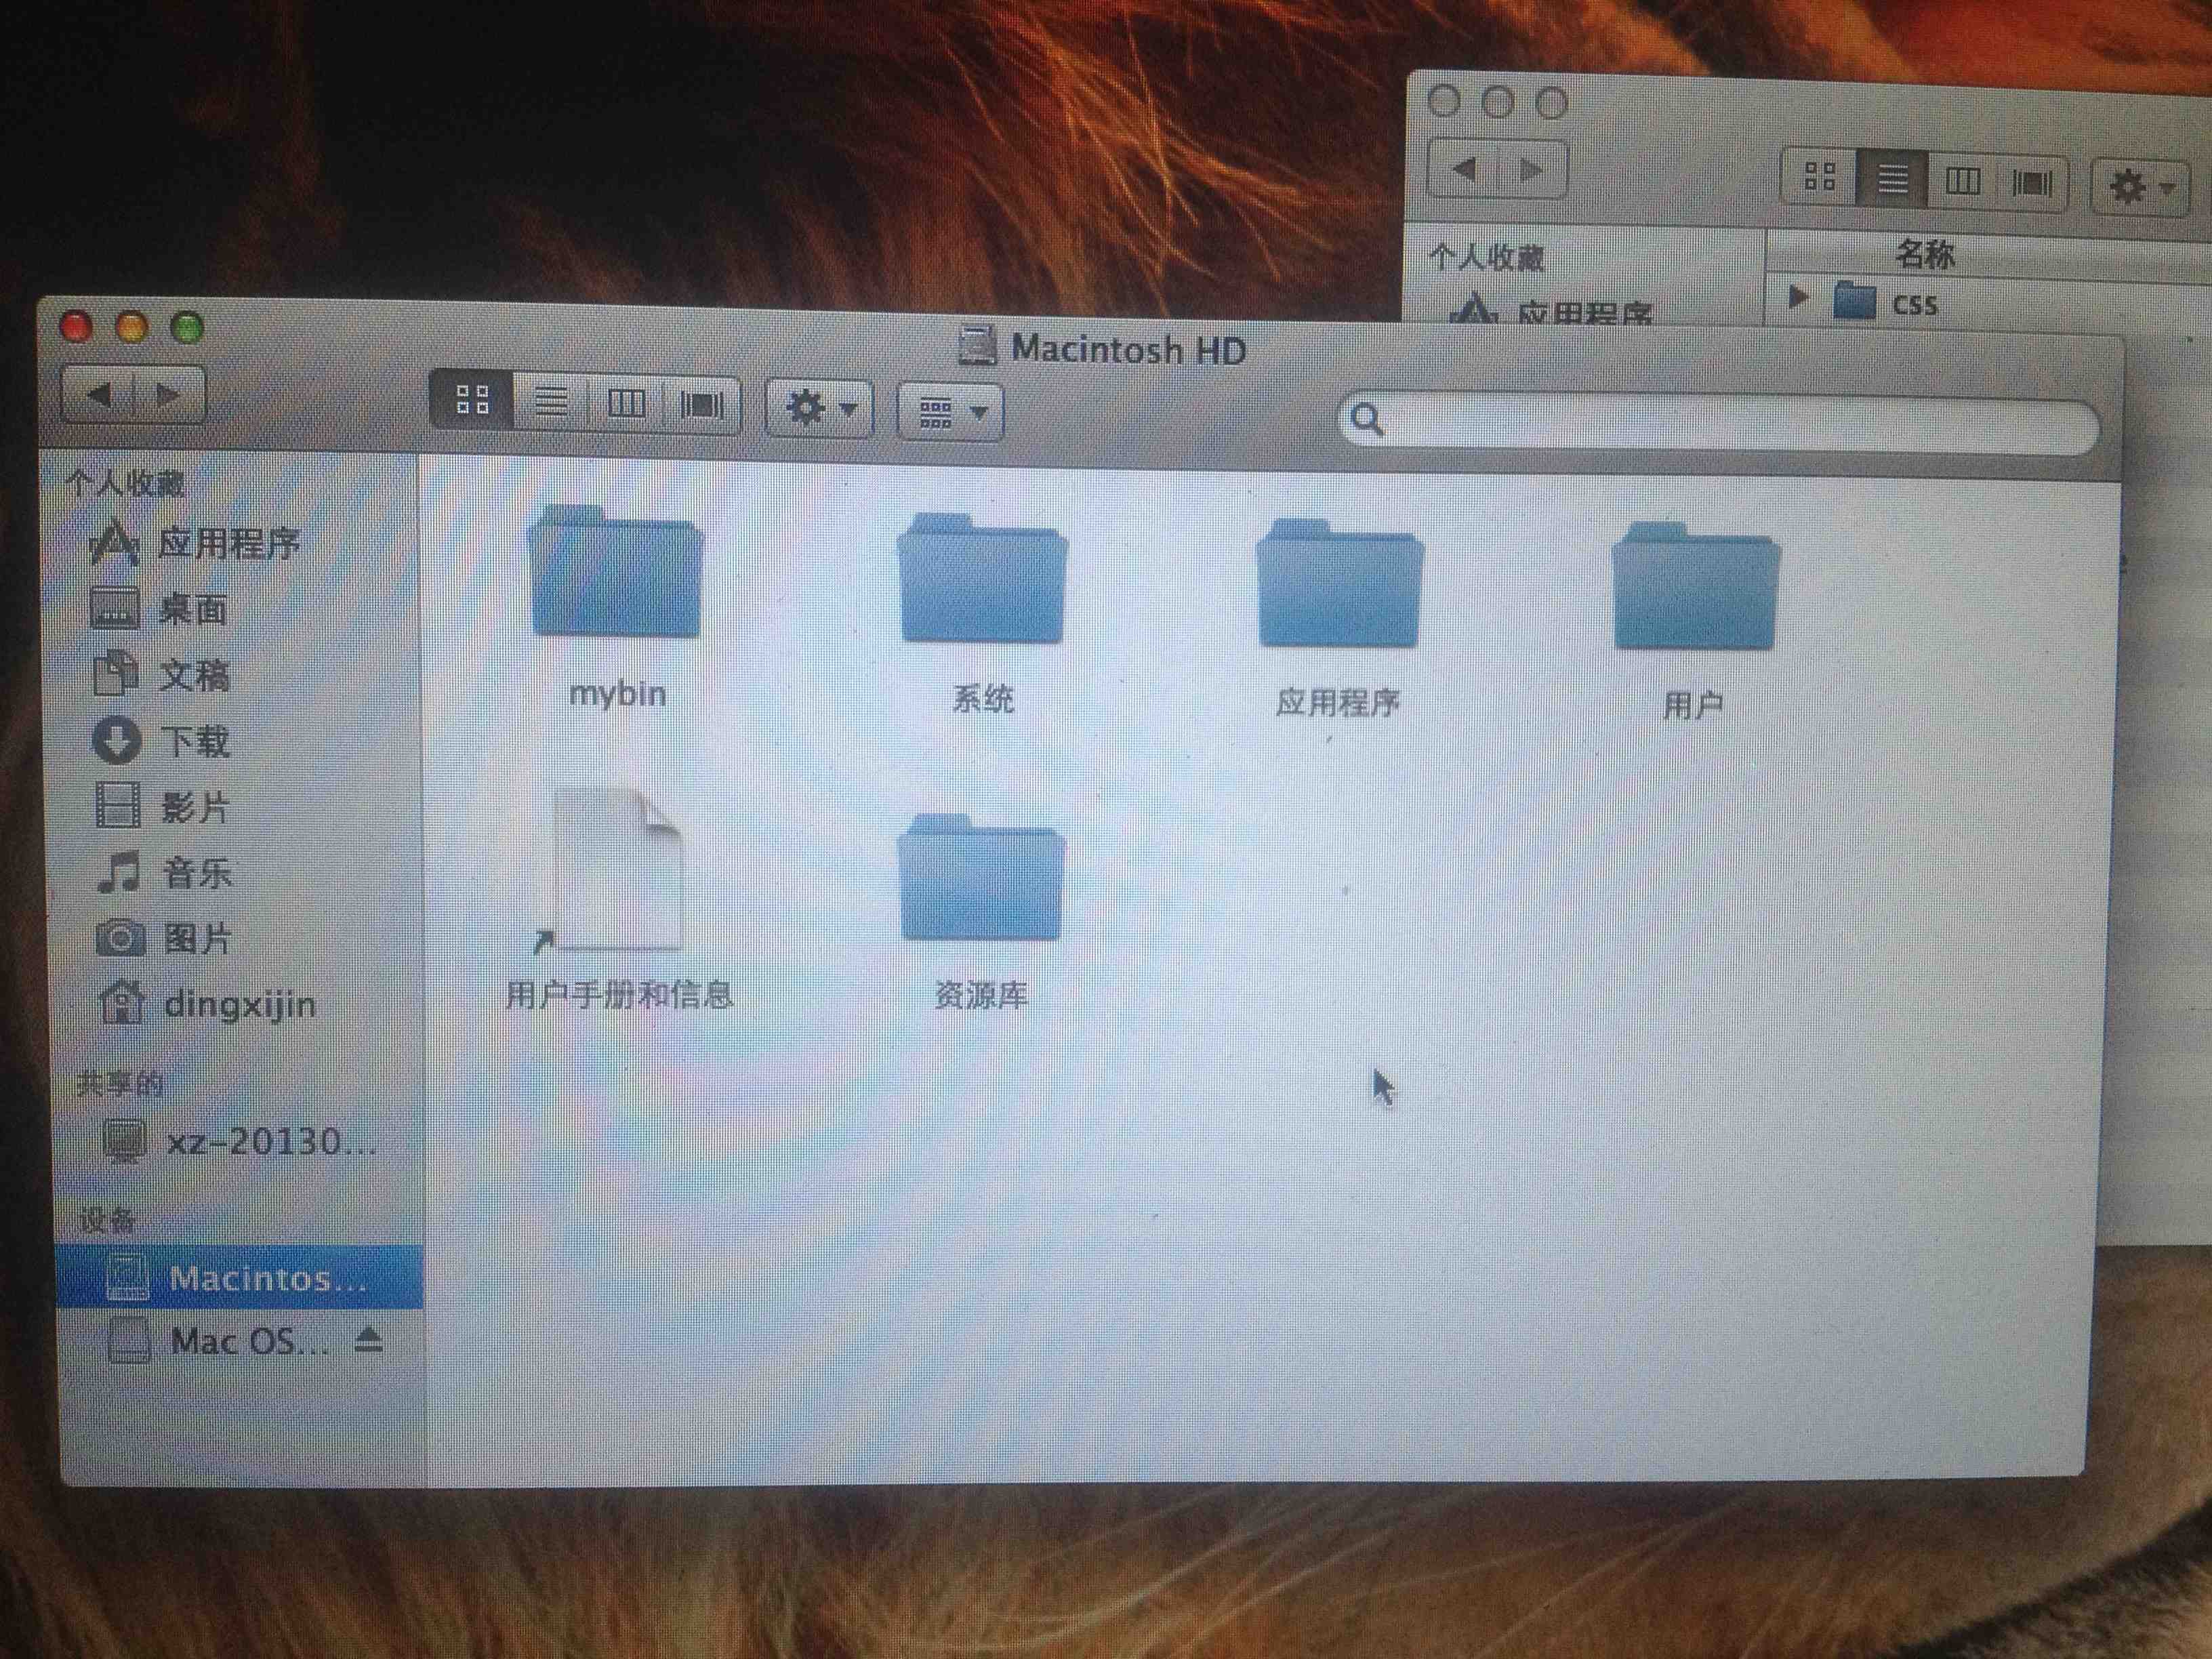 个人收藏
名称
应用程序
css
Macintosh HD
个人收藏
应用程序
桌面
文稿
下载
影片
音乐
图片
dingxijin
共享的
xz-20130...
设备
Macintos...
Mac OS...
mybin
系统
应用程序
用户
用户手册和信息
资源库